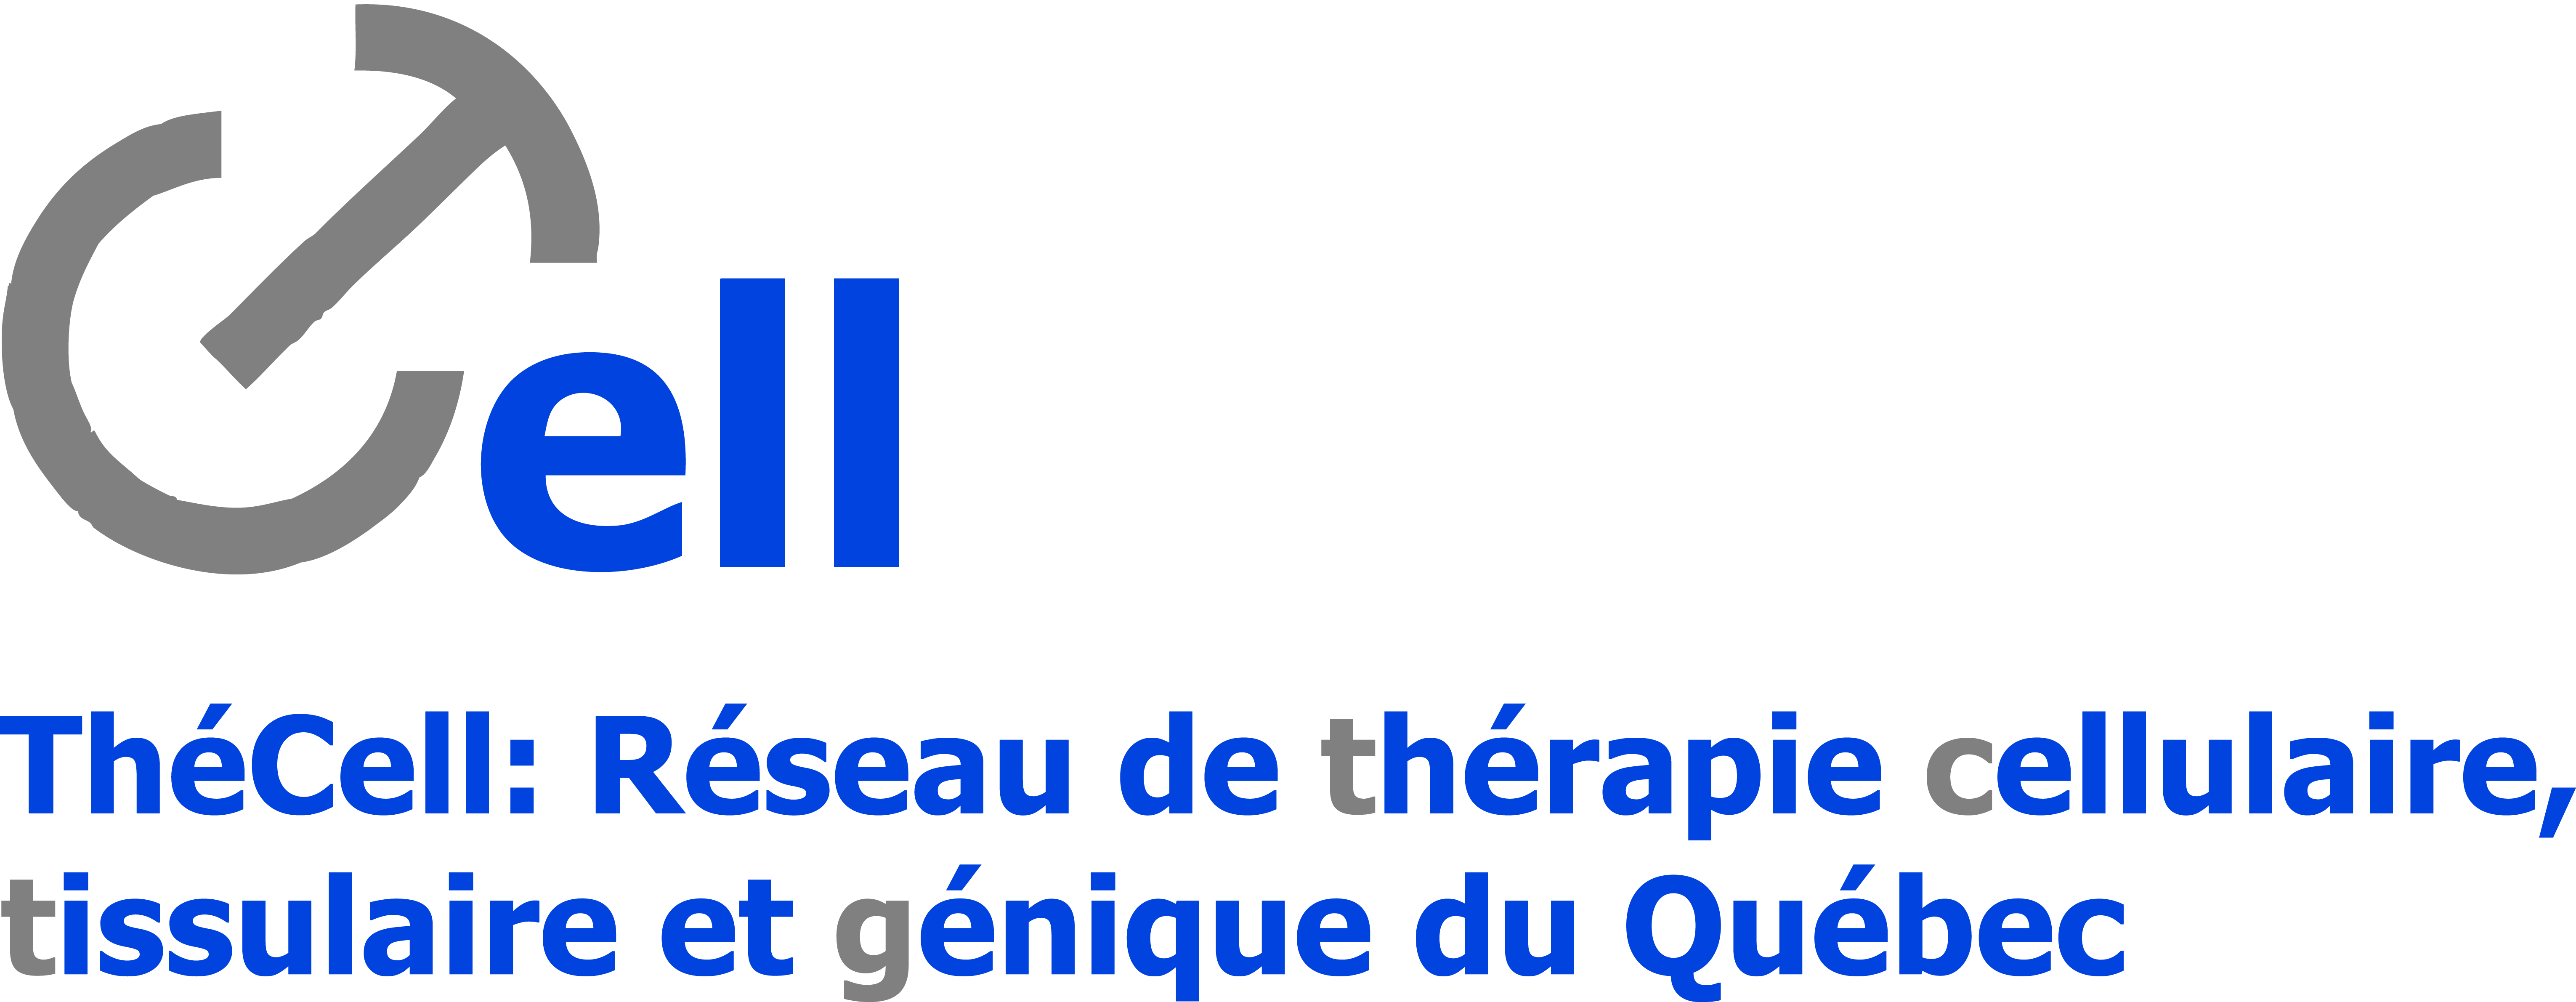 Cell
ThéCell: Réseau de thérapie cellulaire,
tissulaire et génique du Québec